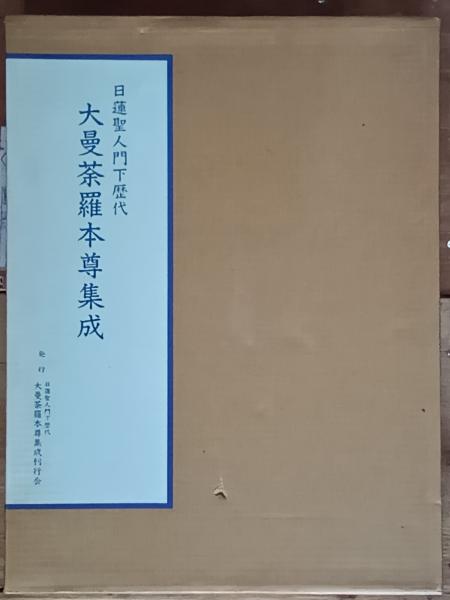 日蓮聖人門下歴代
大曼荼羅本尊集成
発行
日蓮聖人門下歴代
大曼荼羅本尊集成刊行会